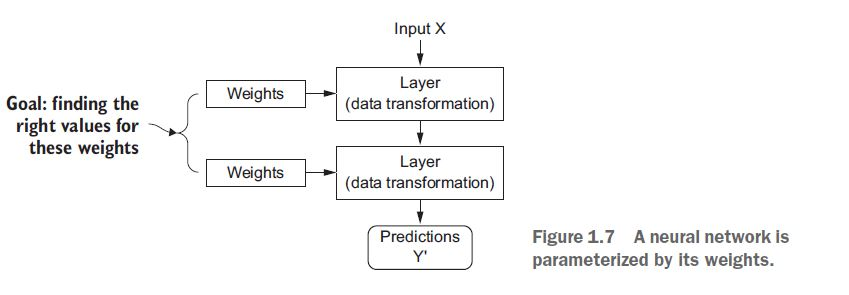 Input X
Weights
Layer
(data transformation)
Goal: finding the
right values for
these weights
Weights
Layer
(data transformation)
Predictions
Y'
Figure 1.7 A neural network is
parameterized by its weights.